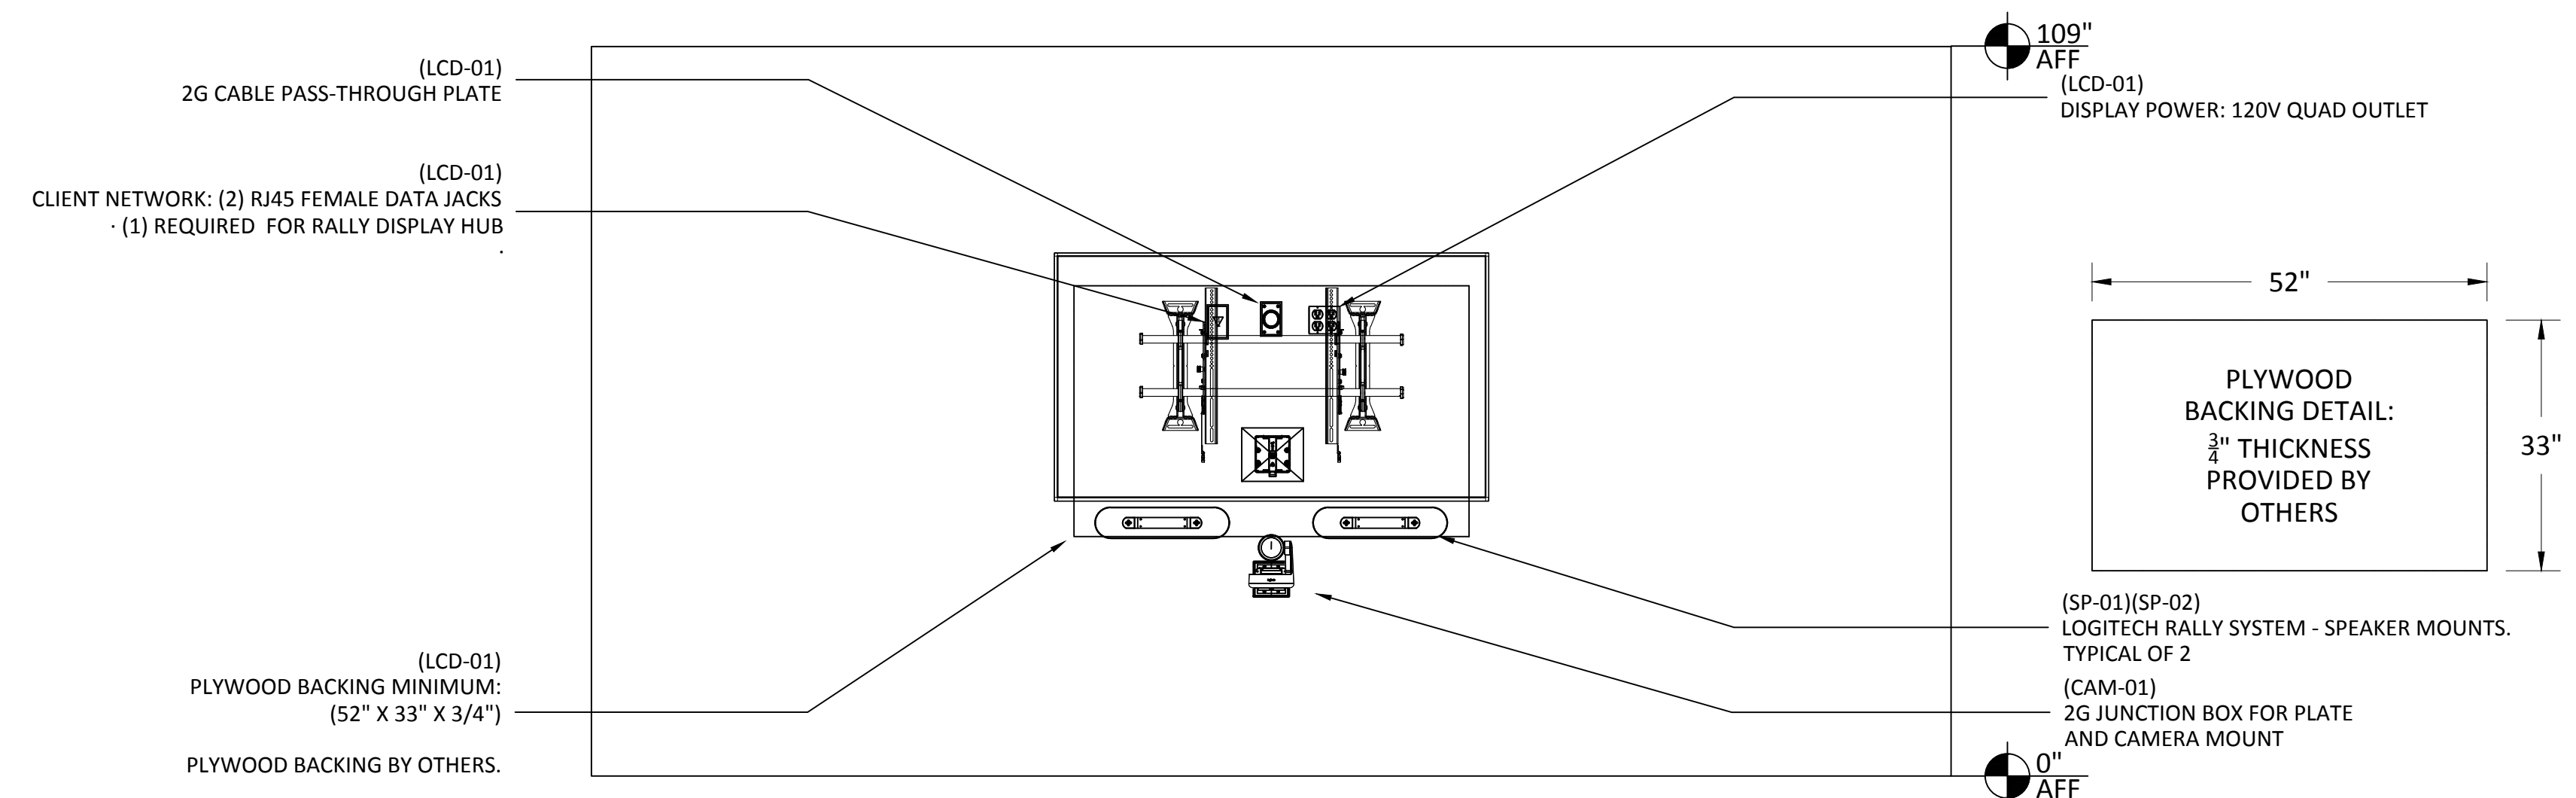 (LCD-01)
2G CABLE PASS-THROUGH PLATE
(LCD-01)
CLIENT NETWORK: (2) RJ45 FEMALE DATA JACKS
· (1) REQUIRED  FOR RALLY DISPLAY HUB
·
(LCD-01)
PLYWOOD BACKING MINIMUM:
(52" X 33" X 3/4")
PLYWOOD BACKING BY OTHERS.
109"
AFF
(LCD-01)
DISPLAY POWER: 120V QUAD OUTLET
52"
33"
PLYWOOD
BACKING DETAIL:
3/4" THICKNESS
PROVIDED BY
OTHERS
(SP-01)(SP-02)
LOGITECH RALLY SYSTEM - SPEAKER MOUNTS.
TYPICAL OF 2
(CAM-01)
2G JUNCTION BOX FOR PLATE
AND CAMERA MOUNT
0"
AFF